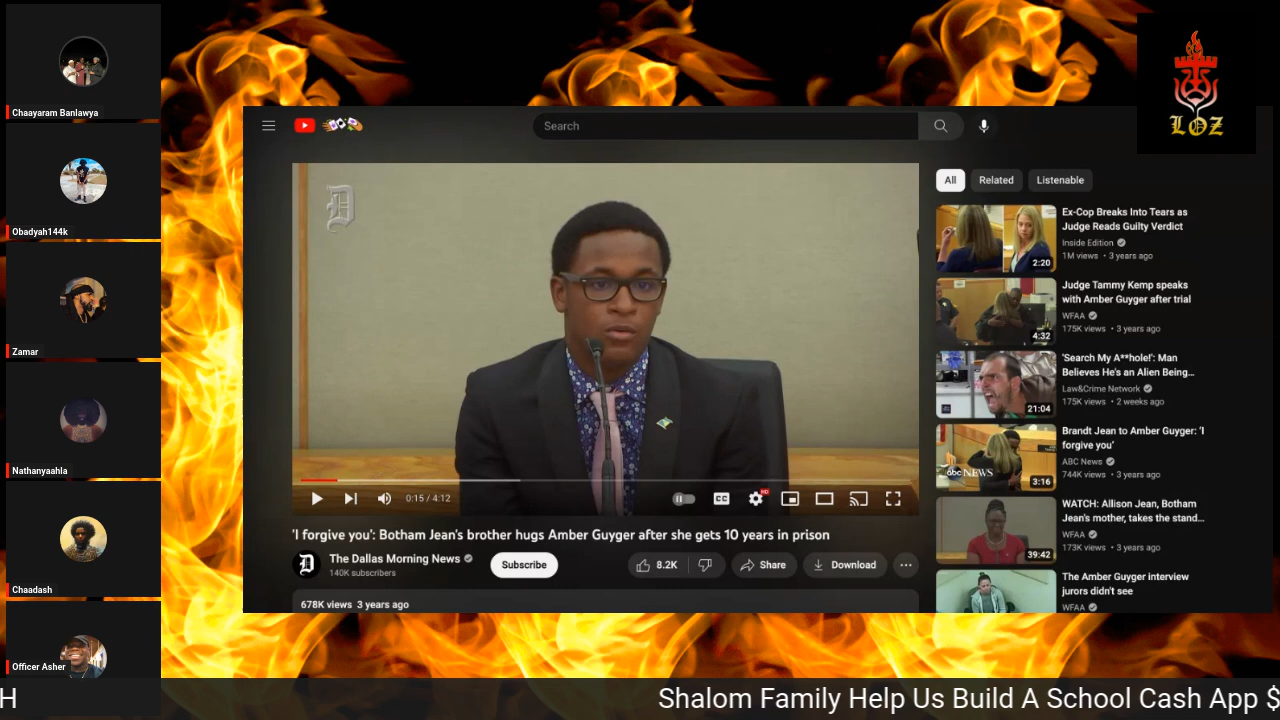 Chaayaram Banlawya
Obadyah144k
Zamar
Nathanyaahla
Chaadash
Officer Asher
LOZ
Search
D
0:15 / 4:12
CC
HD
'I forgive you': Botham Jean's brother hugs Amber Guyger after she gets 10 years in prison
D
The Dallas Morning News
140K subscribers
Subscribe
8.2K
Share
Download
678K views 3 years ago
All
Related
Listenable
2:20
Ex-Cop Breaks Into Tears as
Judge Reads Guilty Verdict
Inside Edition
1M views • 3 years ago
4:32
Judge Tammy Kemp speaks
with Amber Guyger after trial
WFAA
175K views • 3 years ago
21:04
'Search My A**hole!': Man
Believes He's an Alien Being...
Law&Crime Network
175K views • 2 weeks ago
abc NEWS
3:16
Brandt Jean to Amber Guyger: 'I
forgive you'
ABC News
744K views • 3 years ago
39:42
WATCH: Allison Jean, Botham
Jean's mother, takes the stand...
WFAA
173K views • 3 years ago
The Amber Guyger interview
jurors didn't see
WFAA
H
Shalom Family Help Us Build A School Cash App $